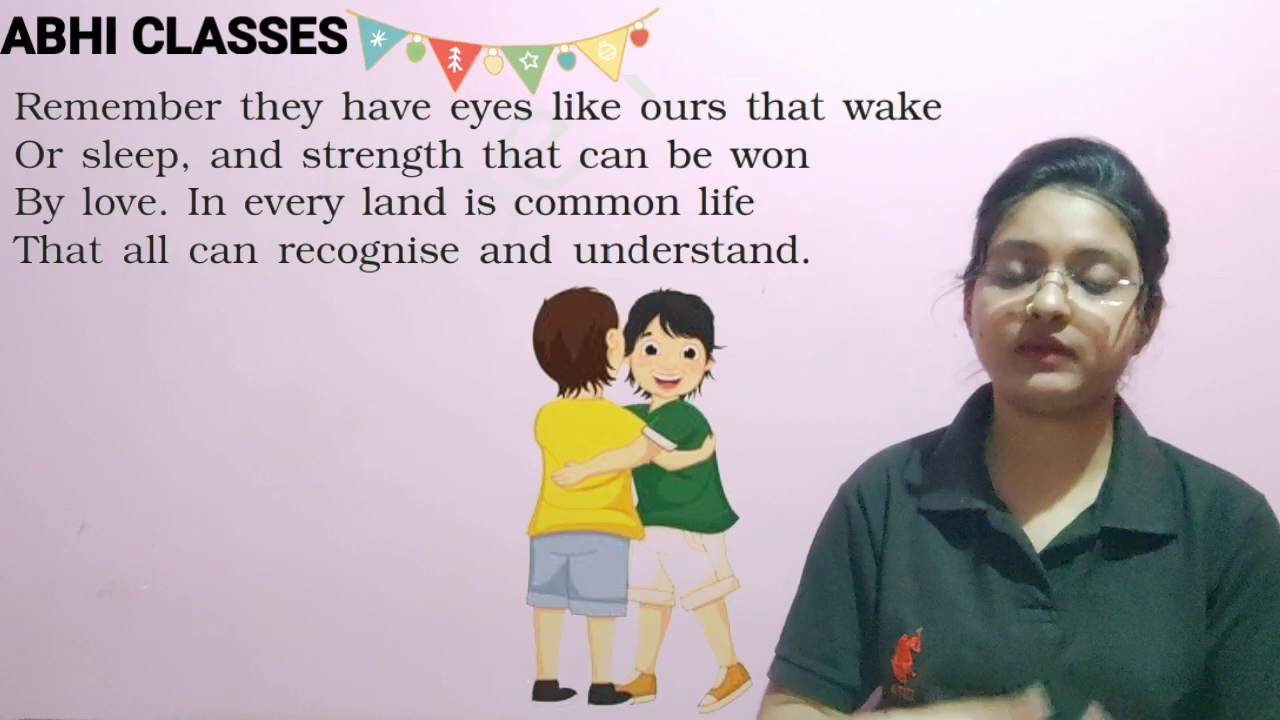 ABHI CLASSES
Remember they have eyes like ours that wake
Or sleep, and strength that can be won
By love. In every land is common life
That all can recognise and understand.